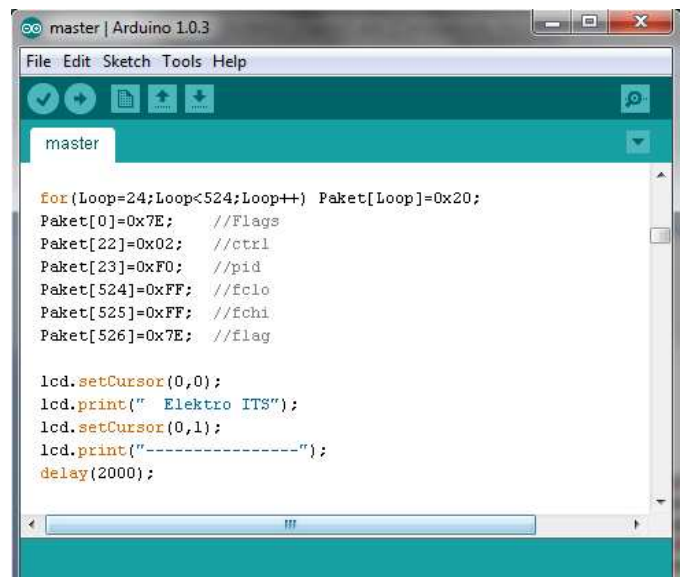 master | Arduino 1.0.3
File Edit Sketch Tools Help
master
for(Loop=24;Loop<524;Loop++) Paket[Loop]=0x20;
Paket[0]=0x7E; //Flags
Paket[22]=0x02; //ctrl
Paket[23]=0xF0; //pid
Paket[524]=0xFF; //fclo
Paket[525]=0xFF; //fchi
Paket[526]=0x7E; //flag
lcd.setCursor(0,0);
lcd.print("  Elektro ITS");
lcd.setCursor(0,1);
lcd.print("----------------");
delay(2000);